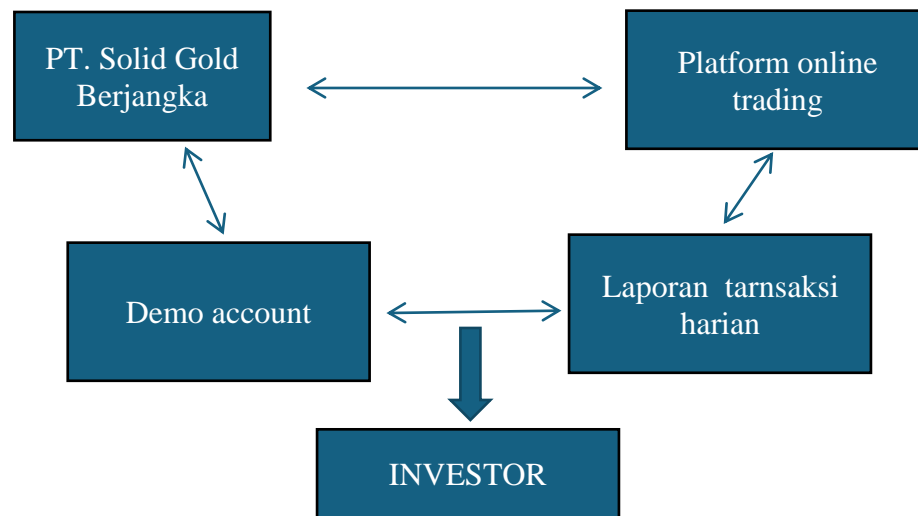 PT. Solid Gold
Berjangka
Platform online
trading
Demo account
Laporan tarnsaksi
harian
INVESTOR